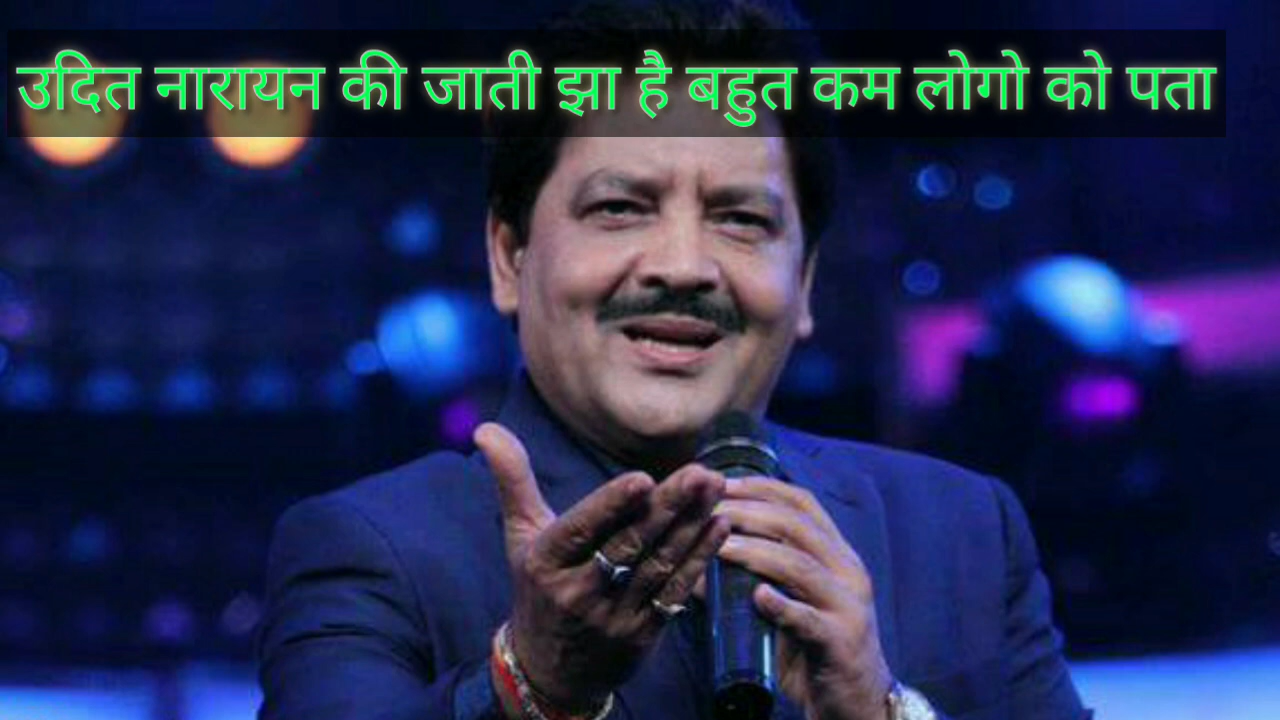 उदित नारायन की जाती झा है बहुत कम लोगो को पता